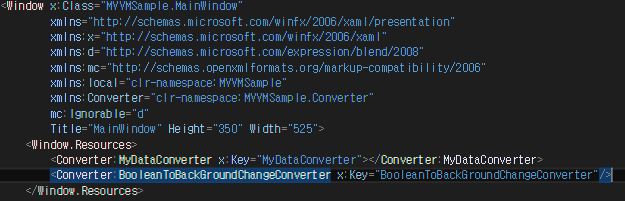 <Window x:Class="MVVMSample.MainWindow"
xmlns="http://schemas.microsoft.com/winfx/2006/xaml/presentation"
xmlns:x="http://schemas.microsoft.com/winfx/2006/xaml"
xmlns:d="http://schemas.microsoft.com/expression/blend/2008"
xmlns:mc="http://schemas.openxmlformats.org/markup-compatibility/2006"
xmlns:local="clr-namespace:MVVMSample"
xmlns:Converter="clr-namespace:MVVMSample.Converter"
mc:Ignorable="d"
Title="MainWindow" Height="350" Width="525">
<Window.Resources>
<Converter:MyDataConverter x:Key="MyDataConverter"></Converter:MyDataConverter>
<Converter:BooleanToBackGroundChangeConverter x:Key="BooleanToBackGroundChangeConverter"/>
</Window.Resources>